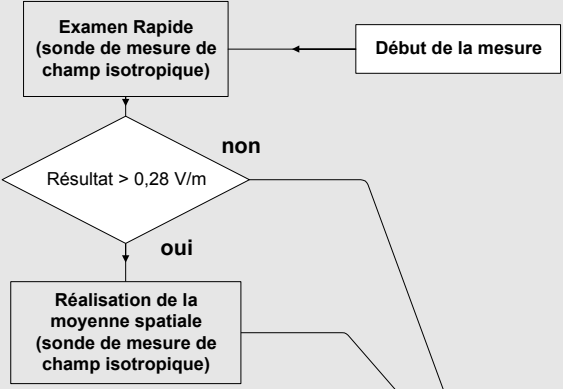 Examen Rapide
(sonde de mesure de
champ isotropique)
Début de la mesure
non
Résultat > 0,28 V/m
oui
Réalisation de la
moyenne spatiale
(sonde de mesure de
champ isotropique)